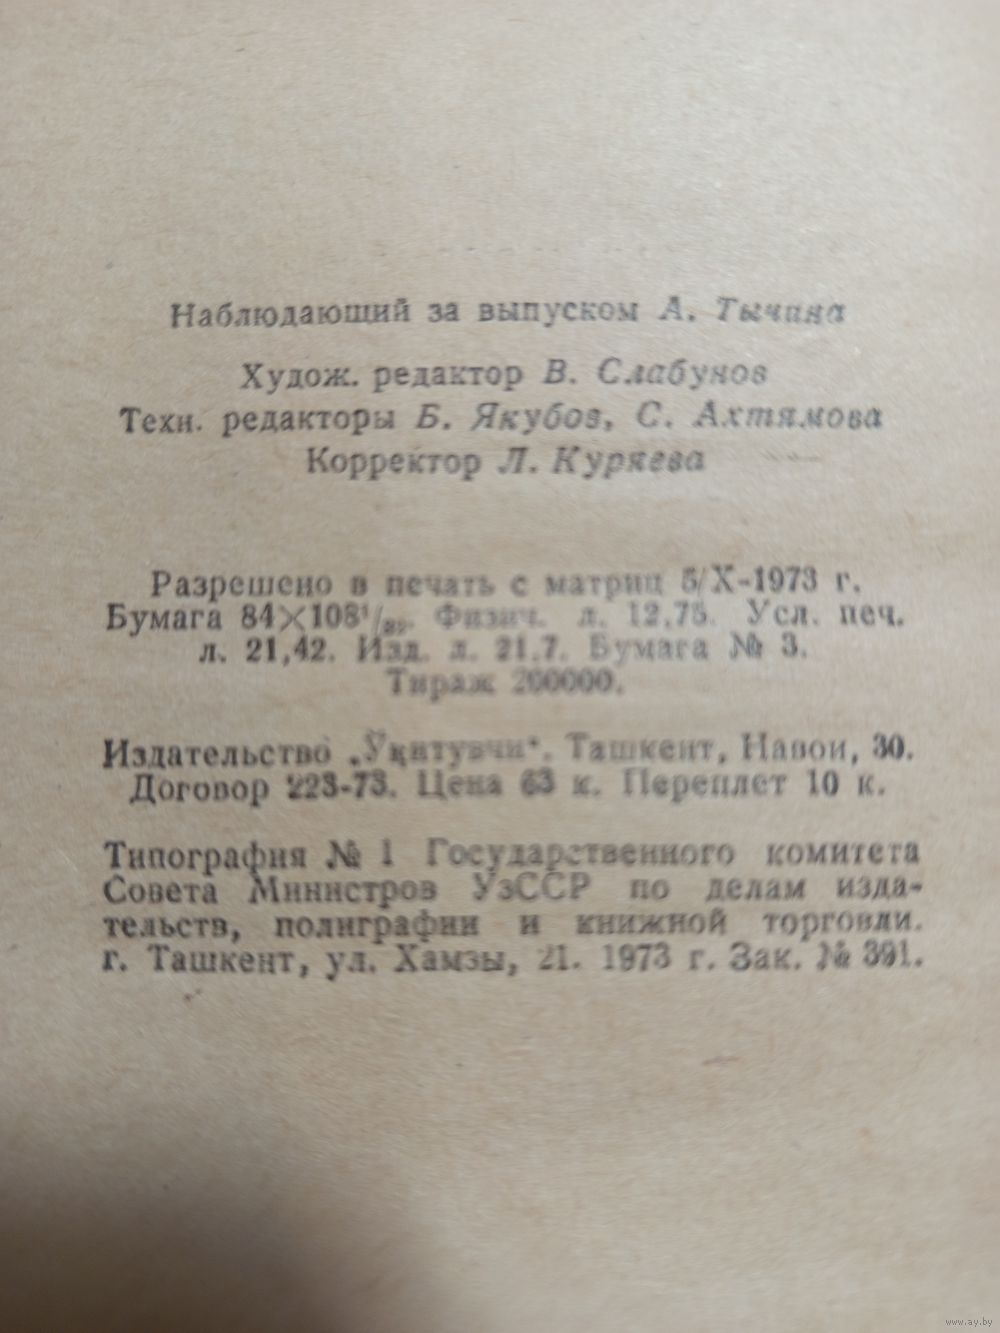 Наблюдающий за выпуском А. Тычина
Худож. редактор В. Слабунов
Техн. редакторы Б. Якубов, С. Ахтямова
Корректор Л. Куряева
Разрешено в печать с матриц 5/X-1973 г.
Бумага 84×108¹/₃₂. Физич. л. 12,75. Усл. печ.
л. 21,42. Изд. л. 21,7. Бумага № 3.
Тираж 200000.
Издательство „Ўқитувчи“. Ташкент, Навои, 30.
Договор 223-73. Цена 63 к. Переплет 10 к.
Типография № 1 Государственного комитета
Совета Министров УзССР по делам изда-
тельств, полиграфии и книжной торговли.
г. Ташкент, ул. Хамзы, 21. 1973 г. Зак. № 391.
www.ay.by